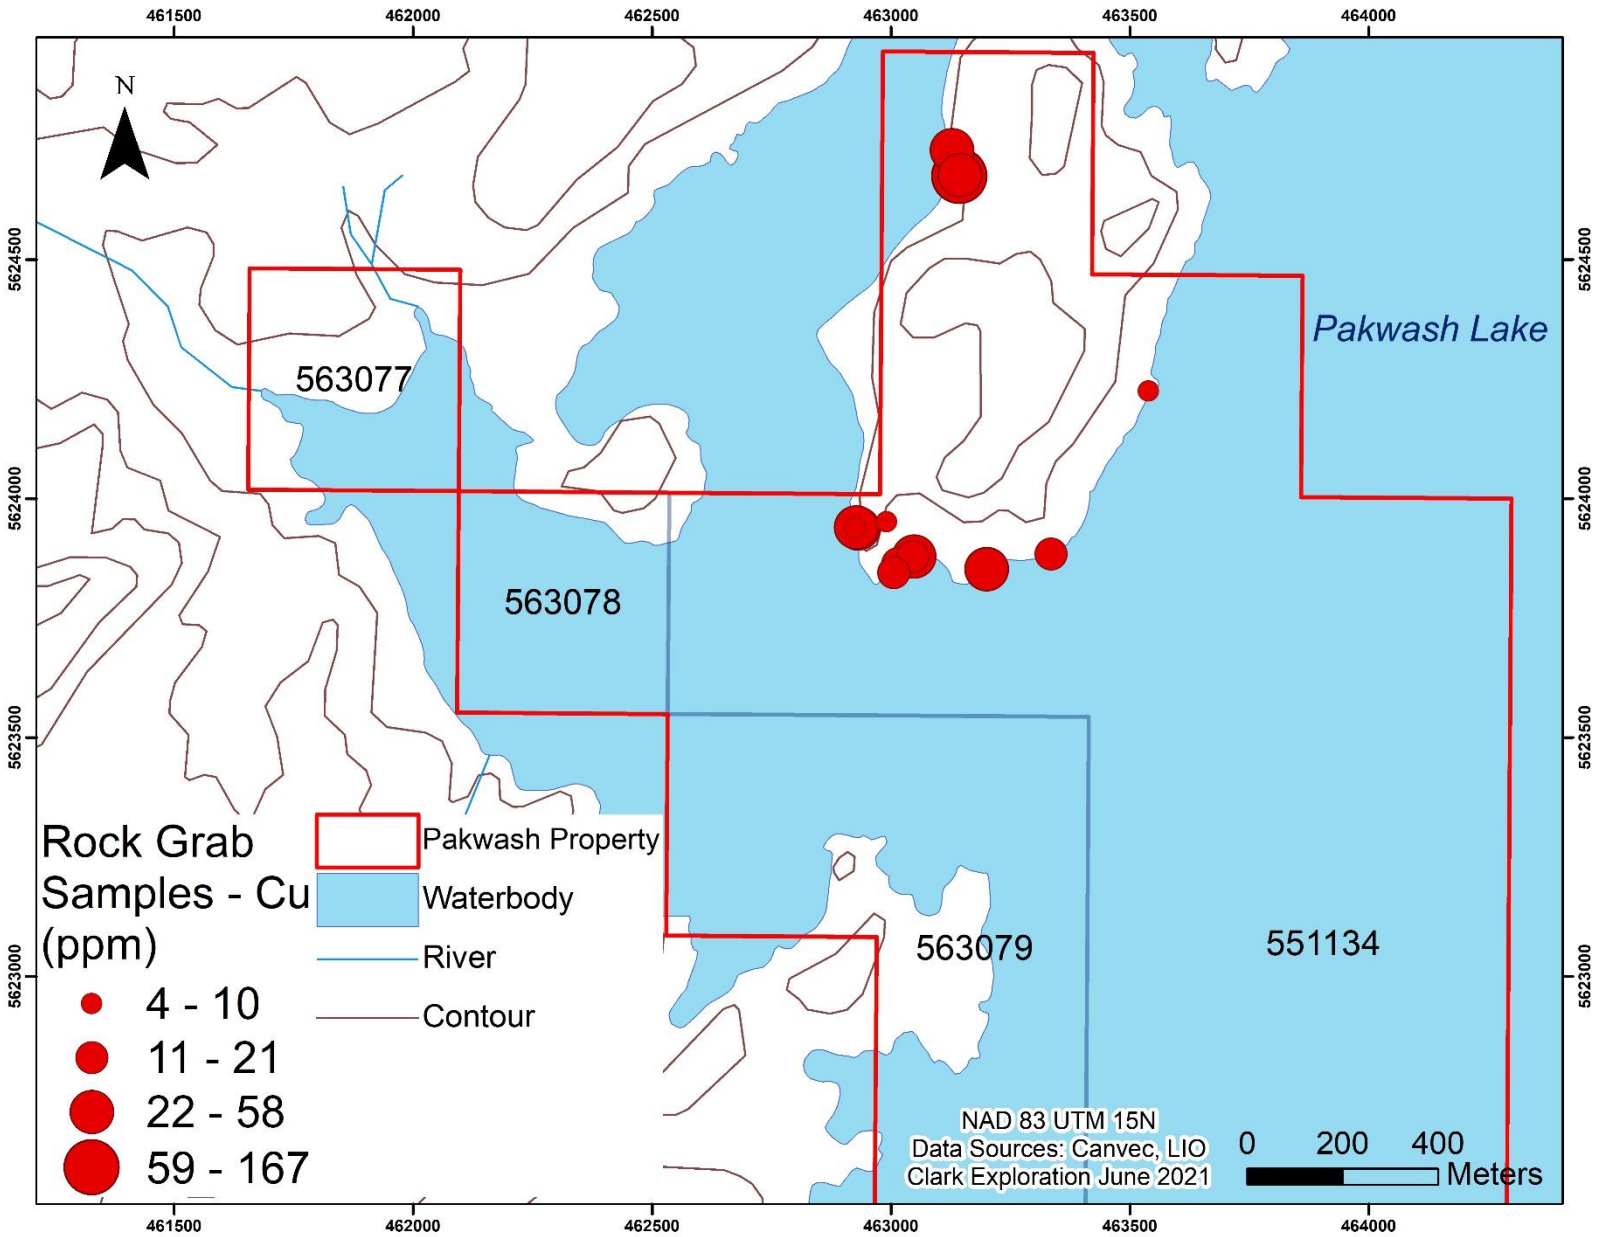 461500 462000 462500 463000 463500 464000
N
5624500
5624500
Pakwash Lake
563077
5624000
5624000
563078
5623500
5623500
Rock Grab
Samples - Cu
(ppm)
4 - 10
11 - 21
22 - 58
59 - 167
Pakwash Property
Waterbody
River
Contour
563079
551134
5623000
5623000
NAD 83 UTM 15N
Data Sources: Canvec, LIO
Clark Exploration June 2021
0 200 400
Meters
461500 462000 462500 463000 463500 464000